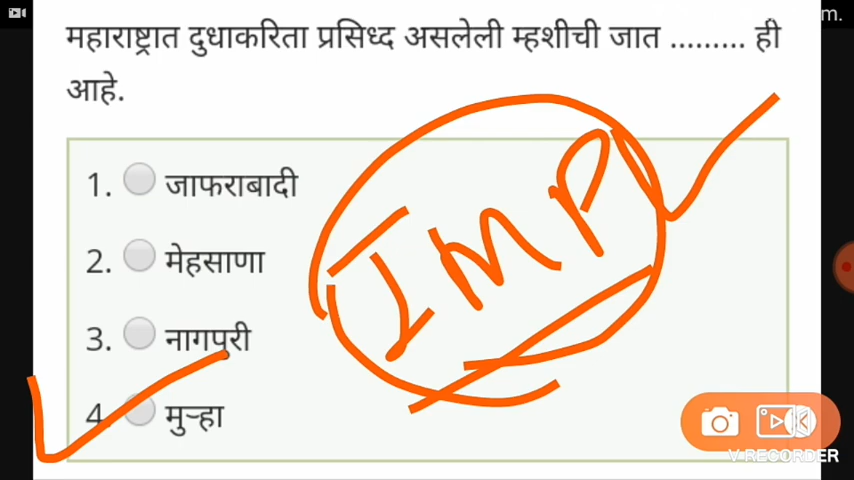 m.
महाराष्ट्रात दुधाकरिता प्रसिध्द असलेली म्हशीची जात ......... ही
आहे.
1. जाफराबादी
2. मेहसाणा
3. नागपूरी
4. मुऱ्हा
IMP
V RECORDER